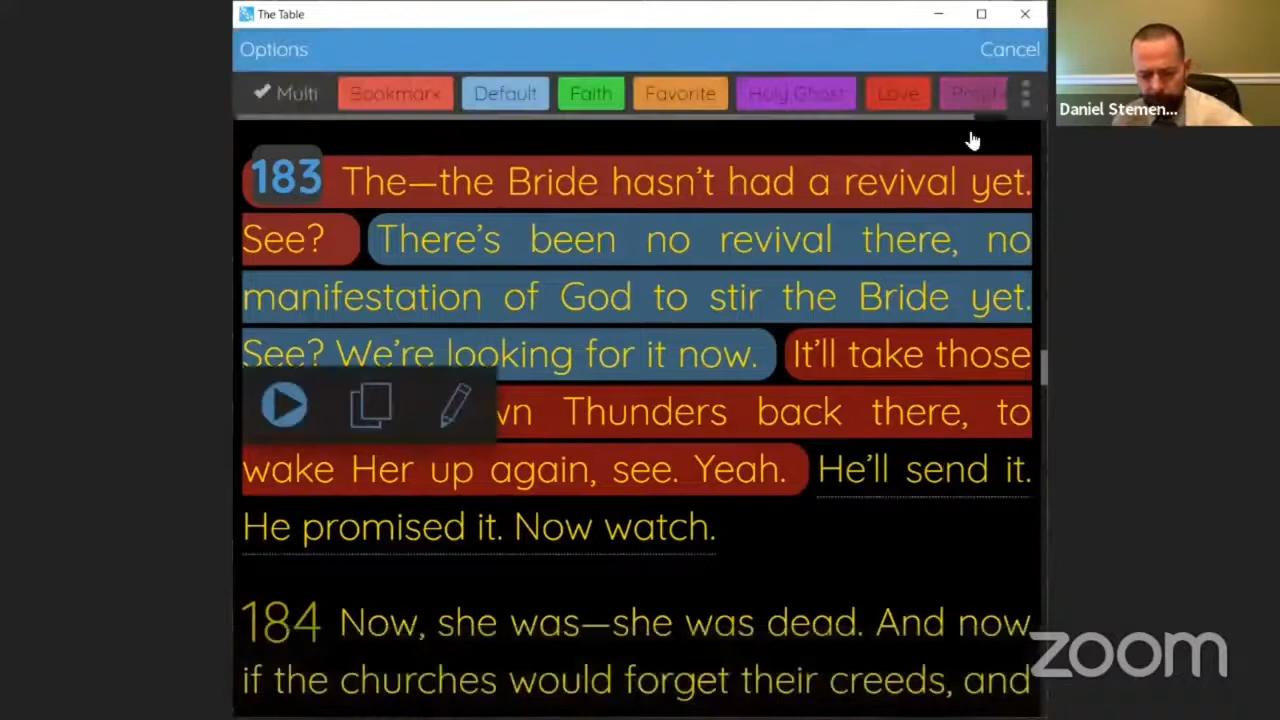 The Table
Options
Cancel
Multi
Bookmark
Default
Faith
Favorite
Holy Ghost
Love
Daniel Stemen...
183 The—the Bride hasn't had a revival yet.
See? There's been no revival there, no
manifestation of God to stir the Bride yet.
See? We're looking for it now. It'll take those
Thunders back there, to
wake Her up again, see. Yeah. He'll send it.
He promised it. Now watch.
184 Now, she was—she was dead. And now
if the churches would forget their creeds, and
zoom